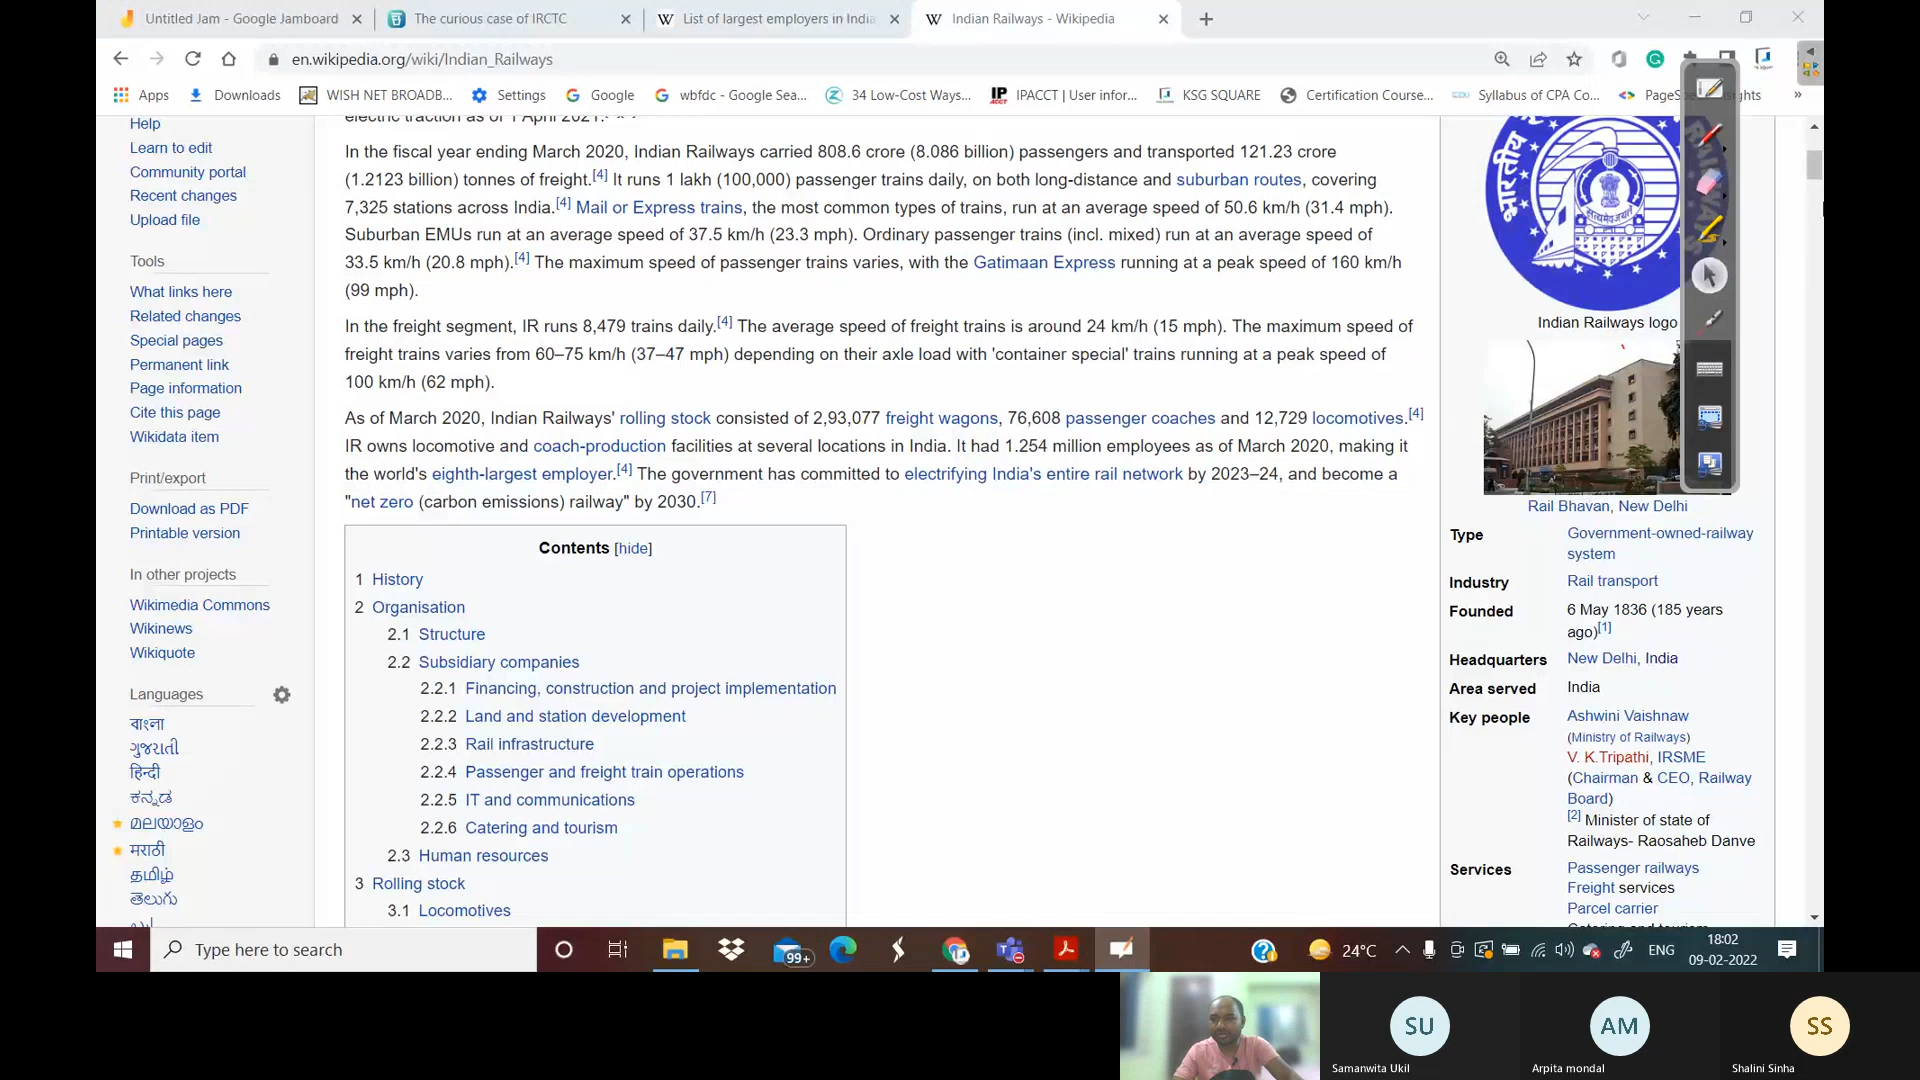 Untitled Jam - Google Jamboard
The curious case of IRCTC
List of largest employers in India
Indian Railways - Wikipedia
en.wikipedia.org/wiki/Indian_Railways
Apps
Downloads
WISH NET BROADB...
Settings
Google
wbfdc - Google Sea...
34 Low-Cost Ways...
IPACCT | User infor...
KSG SQUARE
Certification Course...
Syllabus of CPA Co...
Help
Learn to edit
Community portal
Recent changes
Upload file
Tools
What links here
Related changes
Special pages
Permanent link
Page information
Cite this page
Wikidata item
Print/export
Download as PDF
Printable version
In other projects
Wikimedia Commons
Wikinews
Wikiquote
Languages
বাংলা
ગુજરાતી
हिन्दी
ಕನ್ನಡ
മലയാളം
मराठी
தமிழ்
తెలుగు
electric traction as of 1 April 2021.
In the fiscal year ending March 2020, Indian Railways carried 808.6 crore (8.086 billion) passengers and transported 121.23 crore
(1.2123 billion) tonnes of freight.[4] It runs 1 lakh (100,000) passenger trains daily, on both long-distance and suburban routes, covering
7,325 stations across India.[4] Mail or Express trains, the most common types of trains, run at an average speed of 50.6 km/h (31.4 mph).
Suburban EMUs run at an average speed of 37.5 km/h (23.3 mph). Ordinary passenger trains (incl. mixed) run at an average speed of
33.5 km/h (20.8 mph).[4] The maximum speed of passenger trains varies, with the Gatimaan Express running at a peak speed of 160 km/h
(99 mph).
In the freight segment, IR runs 8,479 trains daily.[4] The average speed of freight trains is around 24 km/h (15 mph). The maximum speed of
freight trains varies from 60–75 km/h (37–47 mph) depending on their axle load with 'container special' trains running at a peak speed of
100 km/h (62 mph).
As of March 2020, Indian Railways' rolling stock consisted of 2,93,077 freight wagons, 76,608 passenger coaches and 12,729 locomotives.[4]
IR owns locomotive and coach-production facilities at several locations in India. It had 1.254 million employees as of March 2020, making it
the world's eighth-largest employer.[4] The government has committed to electrifying India's entire rail network by 2023–24, and become a
"net zero (carbon emissions) railway" by 2030.[7]
Contents [hide]
1 History
2 Organisation
2.1 Structure
2.2 Subsidiary companies
2.2.1 Financing, construction and project implementation
2.2.2 Land and station development
2.2.3 Rail infrastructure
2.2.4 Passenger and freight train operations
2.2.5 IT and communications
2.2.6 Catering and tourism
2.3 Human resources
3 Rolling stock
3.1 Locomotives
Indian Railways logo
Rail Bhavan, New Delhi
Type Government-owned-railway
system
Industry Rail transport
Founded 6 May 1836 (185 years
ago)[1]
Headquarters New Delhi, India
Area served India
Key people Ashwini Vaishnaw
(Ministry of Railways)
V. K.Tripathi, IRSME
(Chairman & CEO, Railway
Board)
[2] Minister of state of
Railways- Raosaheb Danve
Services Passenger railways
Freight services
Parcel carrier
Type here to search
99+
24°C
ENG
18:02
09-02-2022
SU
AM
SS
Samanwita Ukil
Arpita mondal
Shalini Sinha